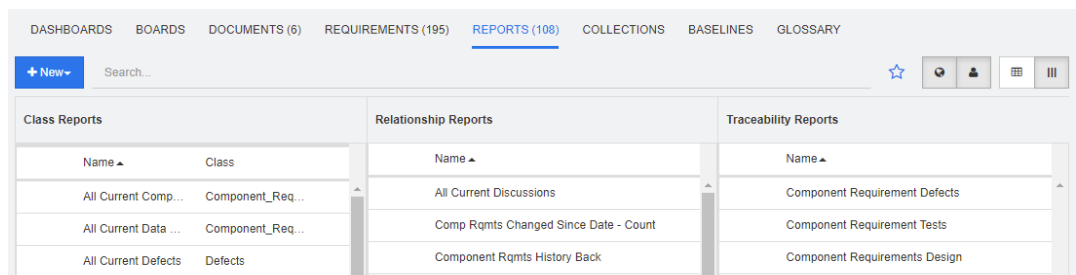 DASHBOARDS BOARDS DOCUMENTS (6) REQUIREMENTS (195) REPORTS (108) COLLECTIONS BASELINES GLOSSARY
+ New Search...
Class Reports Relationship Reports Traceability Reports
Name Class Name Name
All Current Comp... Component_Req... All Current Discussions Component Requirement Defects
All Current Data ... Component_Req... Comp Rqmts Changed Since Date - Count Component Requirement Tests
All Current Defects Defects Component Rqmts History Back Component Requirements Design